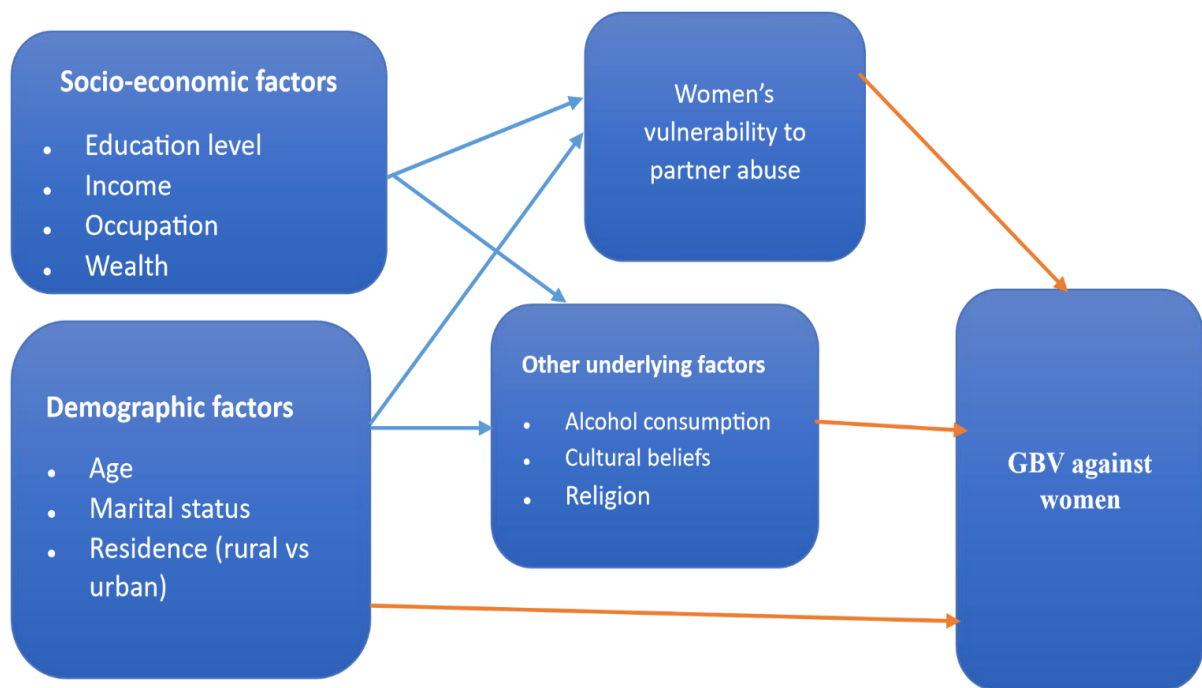 Socio-economic factors
• Education level
• Income
• Occupation
• Wealth
Demographic factors
• Age
• Marital status
• Residence (rural vs
urban)
Women’s
vulnerability to
partner abuse
Other underlying factors
• Alcohol consumption
• Cultural beliefs
• Religion
GBV against
women